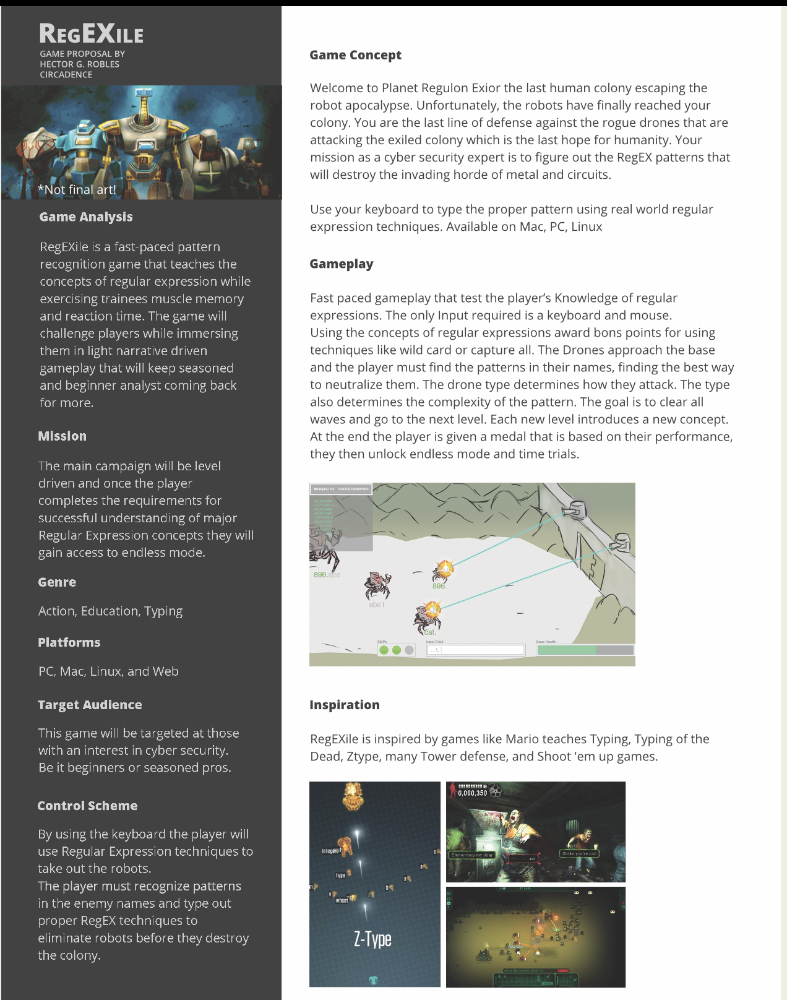 REGEXILE
GAME PROPOSAL BY
HECTOR G. ROBLES
CIRCADENCE
*Not final art!
Game Analysis
RegEXile is a fast-paced pattern
recognition game that teaches the
concepts of regular expression while
exercising trainees muscle memory
and reaction time. The game will
challenge players while immersing
them in light narrative driven
gameplay that will keep seasoned
and beginner analyst coming back
for more.
Mission
The main campaign will be level
driven and once the player
completes the requirements for
successful understanding of major
Regular Expression concepts they will
gain access to endless mode.
Genre
Action, Education, Typing
Platforms
PC, Mac, Linux, and Web
Target Audience
This game will be targeted at those
with an interest in cyber security.
Be it beginners or seasoned pros.
Control Scheme
By using the keyboard the player will
use Regular Expression techniques to
take out the robots.
The player must recognize patterns
in the enemy names and type out
proper RegEX techniques to
eliminate robots before they destroy
the colony.
Game Concept
Welcome to Planet Regulon Exior the last human colony escaping the
robot apocalypse. Unfortunately, the robots have finally reached your
colony. You are the last line of defense against the rogue drones that are
attacking the exiled colony which is the last hope for humanity. Your
mission as a cyber security expert is to figure out the RegEX patterns that
will destroy the invading horde of metal and circuits.
Use your keyboard to type the proper pattern using real world regular
expression techniques. Available on Mac, PC, Linux
Gameplay
Fast paced gameplay that test the player’s Knowledge of regular
expressions. The only Input required is a keyboard and mouse.
Using the concepts of regular expressions award bons points for using
techniques like wild card or capture all. The Drones approach the base
and the player must find the patterns in their names, finding the best way
to neutralize them. The drone type determines how they attack. The type
also determines the complexity of the pattern. The goal is to clear all
waves and go to the next level. Each new level introduces a new concept.
At the end the player is given a medal that is based on their performance,
they then unlock endless mode and time trials.
Multiplier X3 SCORE 000001000
WILDCARD!
CAPTURE ALL!
WILDCARD!
WILDCARD!
CAPTURE ALL!
WILDCARD!
896.abc
abc1
896.
cat.
EMPs
Input Field
Base Health
...\.|
Inspiration
RegEXile is inspired by games like Mario teaches Typing, Typing of the
Dead, Ztype, many Tower defense, and Shoot 'em up games.
integers
type
c
a
x
b
m
v
whom
j
Z-Type
0,060,350
Elementary my dear
on
Strike you're out